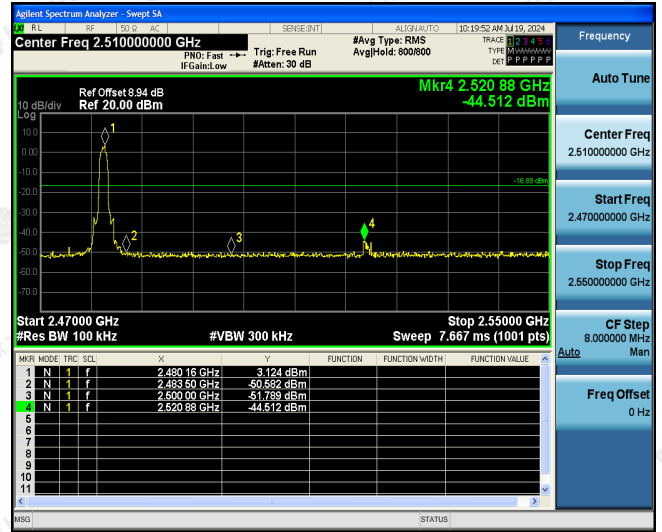 Agilent Spectrum Analyzer - Swept SA
RL RF 50 Ω AC SENSE:INT ALIGN AUTO 10:19:52 AM Jul 19, 2024
Center Freq 2.510000000 GHz
PNO: Fast
IFGain:Low
Trig: Free Run
#Atten: 30 dB
#Avg Type: RMS
Avg|Hold: 800/800
TRACE 1 2 3 4 5 6
TYPE M
DET P P P P P P
Mkr4 2.520 88 GHz
-44.512 dBm
Ref Offset 8.94 dB
Ref 20.00 dBm
10 dB/div
Log
10.0
0.00
-10.0
-20.0
-30.0
-40.0
-50.0
-60.0
-70.0
1
2
3
4
-16.88 dBm
Start 2.47000 GHz
Stop 2.55000 GHz
#Res BW 100 kHz
#VBW 300 kHz
Sweep 7.667 ms (1001 pts)
MKR MODE TRC SCL X Y FUNCTION FUNCTION WIDTH FUNCTION VALUE
1 N 1 f 2.480 16 GHz 3.124 dBm
2 N 1 f 2.483 50 GHz -50.582 dBm
3 N 1 f 2.500 00 GHz -51.789 dBm
4 N 1 f 2.520 88 GHz -44.512 dBm
5
6
7
8
9
10
11
MSG
STATUS
Frequency
Auto Tune
Center Freq
2.510000000 GHz
Start Freq
2.470000000 GHz
Stop Freq
2.550000000 GHz
CF Step
8.000000 MHz
Auto Man
Freq Offset
0 Hz